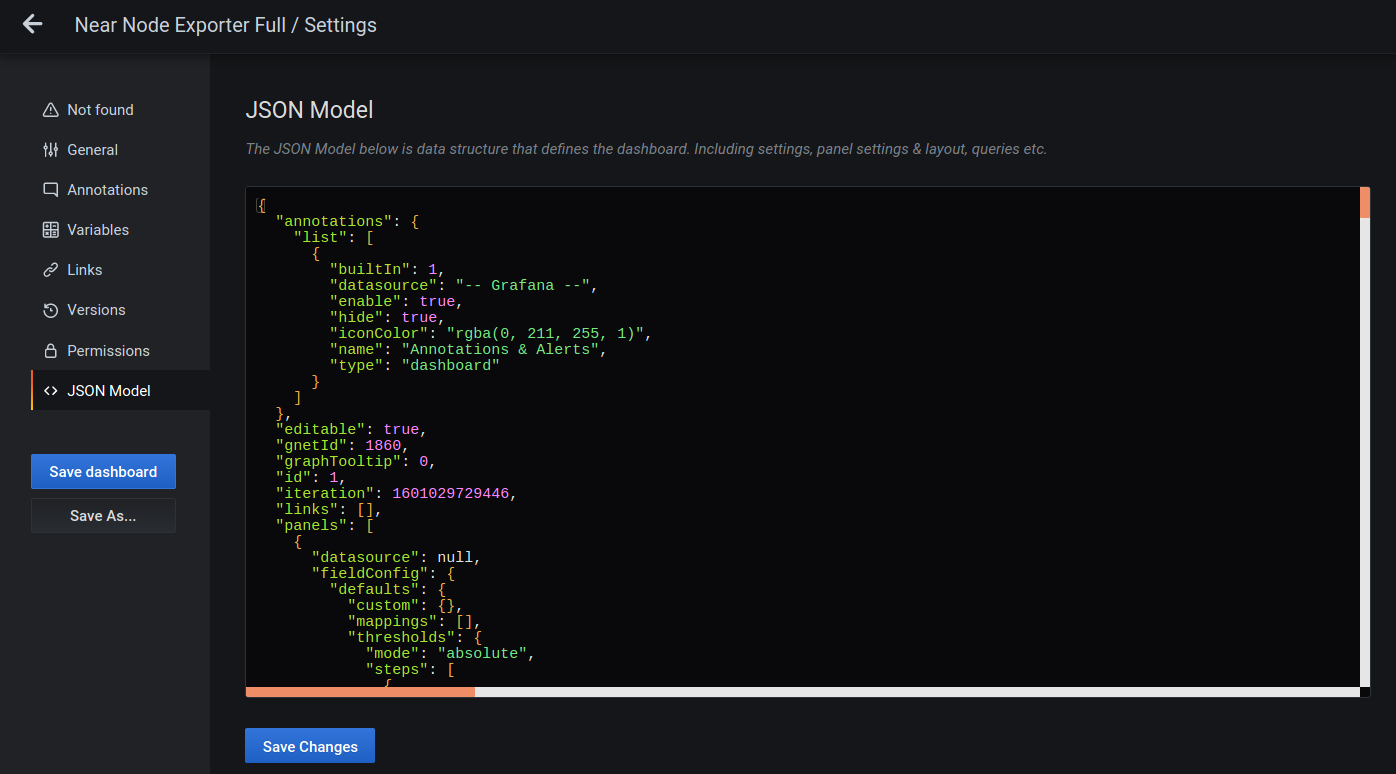 Near Node Exporter Full / Settings
Not found
General
Annotations
Variables
Links
Versions
Permissions
JSON Model
Save dashboard
Save As...
JSON Model
The JSON Model below is data structure that defines the dashboard. Including settings, panel settings & layout, queries etc.
{
  "annotations": {
    "list": [
      {
        "builtIn": 1,
        "datasource": "-- Grafana --",
        "enable": true,
        "hide": true,
        "iconColor": "rgba(0, 211, 255, 1)",
        "name": "Annotations & Alerts",
        "type": "dashboard"
      }
    ]
  },
  "editable": true,
  "gnetId": 1860,
  "graphTooltip": 0,
  "id": 1,
  "iteration": 1601029729446,
  "links": [],
  "panels": [
    {
      "datasource": null,
      "fieldConfig": {
        "defaults": {
          "custom": {},
          "mappings": [],
          "thresholds": {
            "mode": "absolute",
            "steps": [
              {
Save Changes